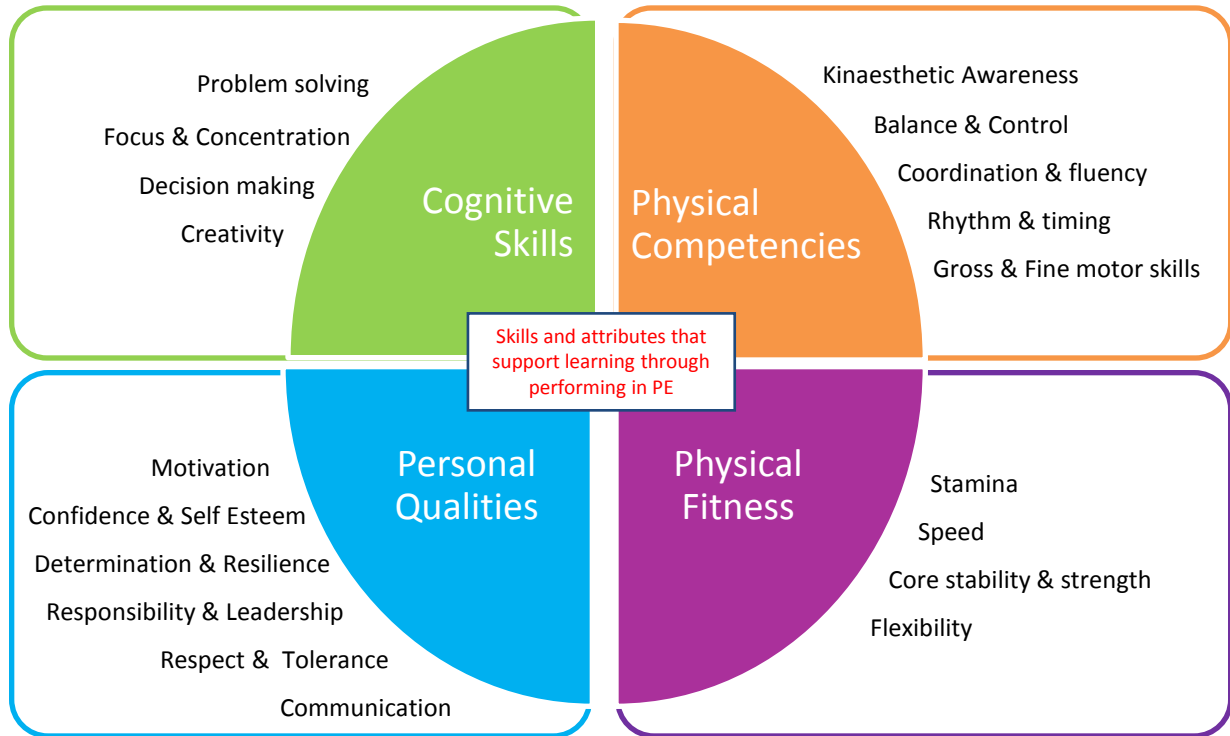 Problem solving
Focus & Concentration
Decision making
Creativity
Cognitive
Skills
Kinaesthetic Awareness
Balance & Control
Coordination & fluency
Rhythm & timing
Gross & Fine motor skills
Physical
Competencies
Skills and attributes that
support learning through
performing in PE
Motivation
Confidence & Self Esteem
Determination & Resilience
Responsibility & Leadership
Respect & Tolerance
Communication
Personal
Qualities
Physical
Fitness
Stamina
Speed
Core stability & strength
Flexibility